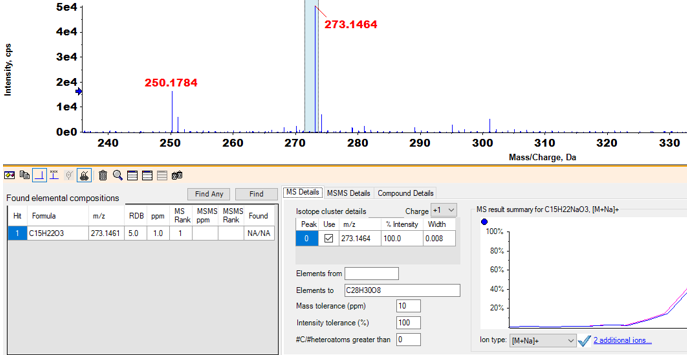 5e4
273.1464
4e4
Intensity, cps
3e4
250.1784
2e4
1e4
0e0
240 250 260 270 280 290 300 310 320 330
Mass/Charge, Da
Found elemental compositions
Find Any
Find
Hit Formula m/z RDB ppm MS Rank MSMS ppm MSMS Rank Found
1 C15H22O3 273.1461 5.0 1.0 1 NA/NA
MS Details MSMS Details Compound Details
Isotope cluster details Charge +1
Peak Use m/z % Intensity Width
0 273.1464 100.0 0.008
Elements from
Elements to C28H30O8
Mass tolerance (ppm) 10
Intensity tolerance (%) 100
#C/#heteroatoms greater than 0
MS result summary for C15H22NaO3, [M+Na]+
100%
80%
60%
40%
20%
Ion type: [M+Na]+ 2 additional ions...